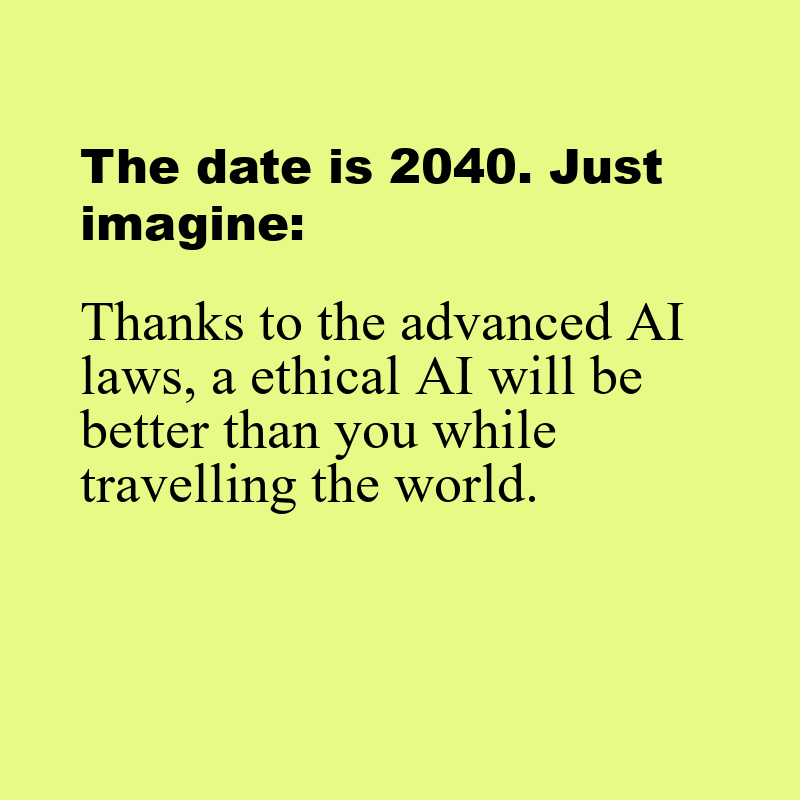 The date is 2040. Just
imagine:
Thanks to the advanced AI
laws, a ethical AI will be
better than you while
travelling the world.